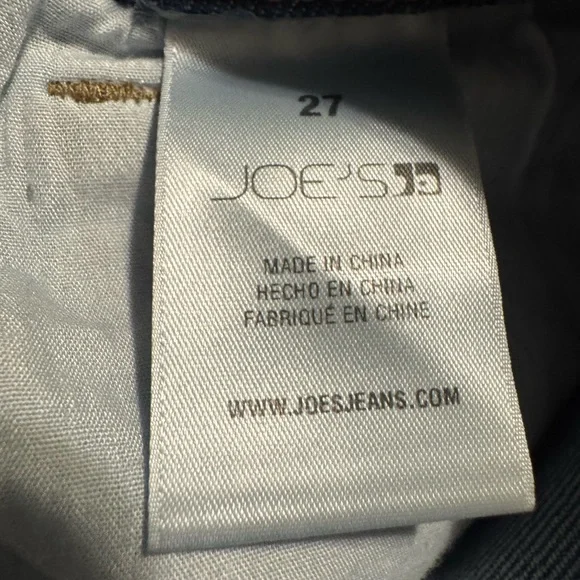 27
JOE'S
MADE IN CHINA
HECHO EN CHINA
FABRIQUÉ EN CHINE
WWW.JOESJEANS.COM